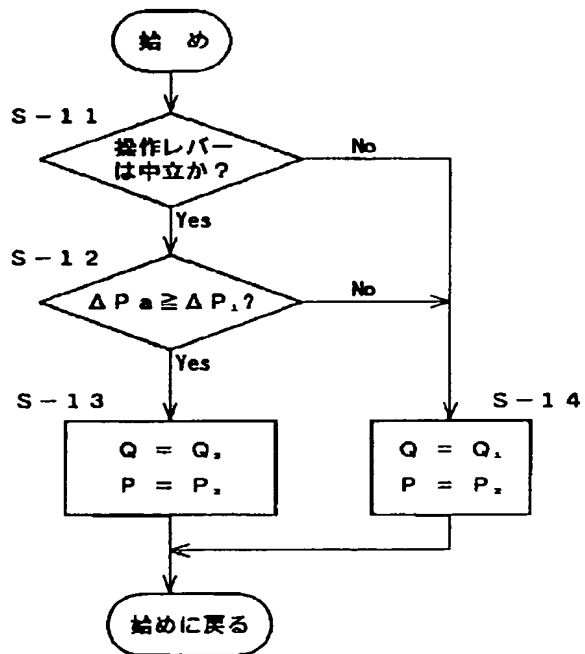 始 め
S-11
操作レバー
は中立か?
No
Yes
S-12
ΔPa≧ΔP₁?
No
Yes
S-13
S-14
Q = Q₂
P = P₂
Q = Q₁
P = P₂
始めに戻る